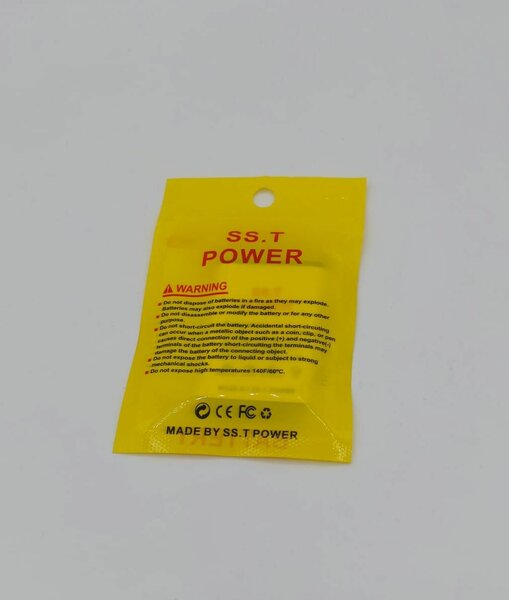 SS.T
POWER
WARNING
Do not dispose of batteries in a fire as they may explode.
Batteries may also explode if damaged.
Do not disassemble or modify the battery or for any other
purpose.
Do not short-circuit the battery. Accidental short-circuiting
can occur when a metallic object such as a coin, clip, or pen
causes direct connection of the positive (+) and negative(-)
terminals of the battery short-circuiting the terminals may
damage the battery of the connecting object.
Do not expose the battery to liquid or subject to strong
mechanical shocks.
Do not expose high temperatures 140F/60ºC.
CE FC
MADE BY SS.T POWER
BATTERY